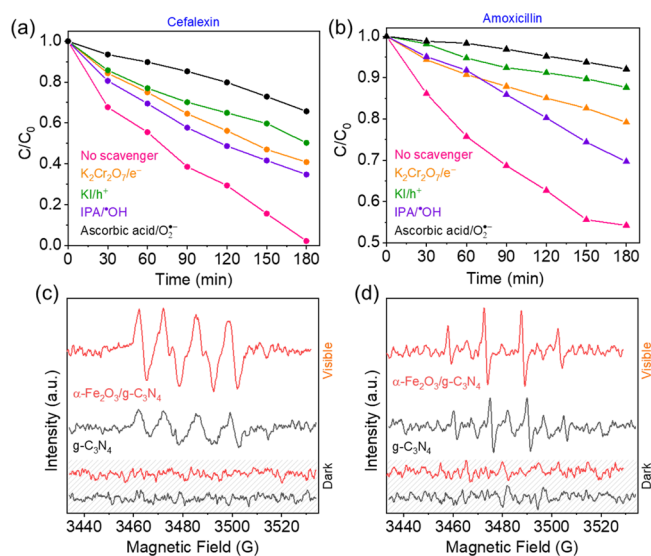 (a)
Cefalexin
C/C₀
1.0
0.8
0.6
0.4
0.2
0.0
No scavenger
K₂Cr₂O₇/e⁻
KI/h⁺
IPA/•OH
Ascorbic acid/O₂•⁻
0 30 60 90 120 150 180
Time (min)
(b)
Amoxicillin
C/C₀
1.0
0.9
0.8
0.7
0.6
0.5
No scavenger
K₂Cr₂O₇/e⁻
KI/h⁺
IPA/•OH
Ascorbic acid/O₂•⁻
0 30 60 90 120 150 180
Time (min)
(c)
Intensity (a.u.)
α-Fe₂O₃/g-C₃N₄
g-C₃N₄
Visible
Dark
3440 3460 3480 3500 3520
Magnetic Field (G)
(d)
Intensity (a.u.)
α-Fe₂O₃/g-C₃N₄
g-C₃N₄
Visible
Dark
3440 3460 3480 3500 3520
Magnetic Field (G)